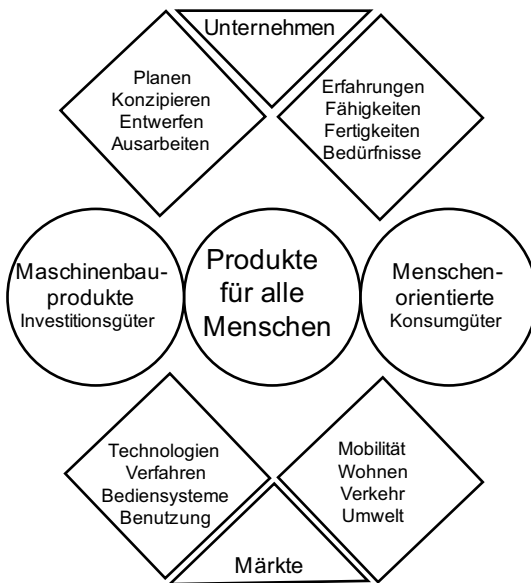 Unternehmen
Planen
Konzipieren
Entwerfen
Ausarbeiten
Erfahrungen
Fähigkeiten
Fertigkeiten
Bedürfnisse
Maschinenbau-
produkte
Investitionsgüter
Produkte
für alle
Menschen
Menschen-
orientierte
Konsumgüter
Technologien
Verfahren
Bediensysteme
Benutzung
Mobilität
Wohnen
Verkehr
Umwelt
Märkte